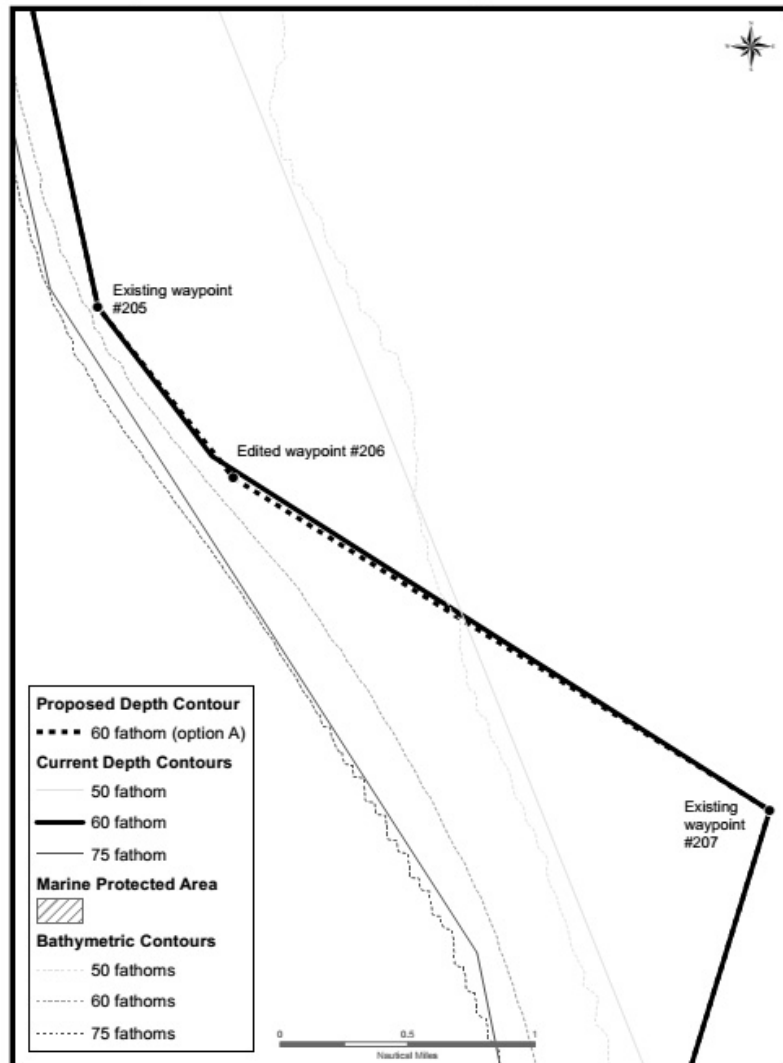 Existing waypoint
#205
Edited waypoint #206
Existing
waypoint
#207
Proposed Depth Contour
60 fathom (option A)
Current Depth Contours
50 fathom
60 fathom
75 fathom
Marine Protected Area
Bathymetric Contours
50 fathoms
60 fathoms
75 fathoms
0 0.5 1
Nautical Miles